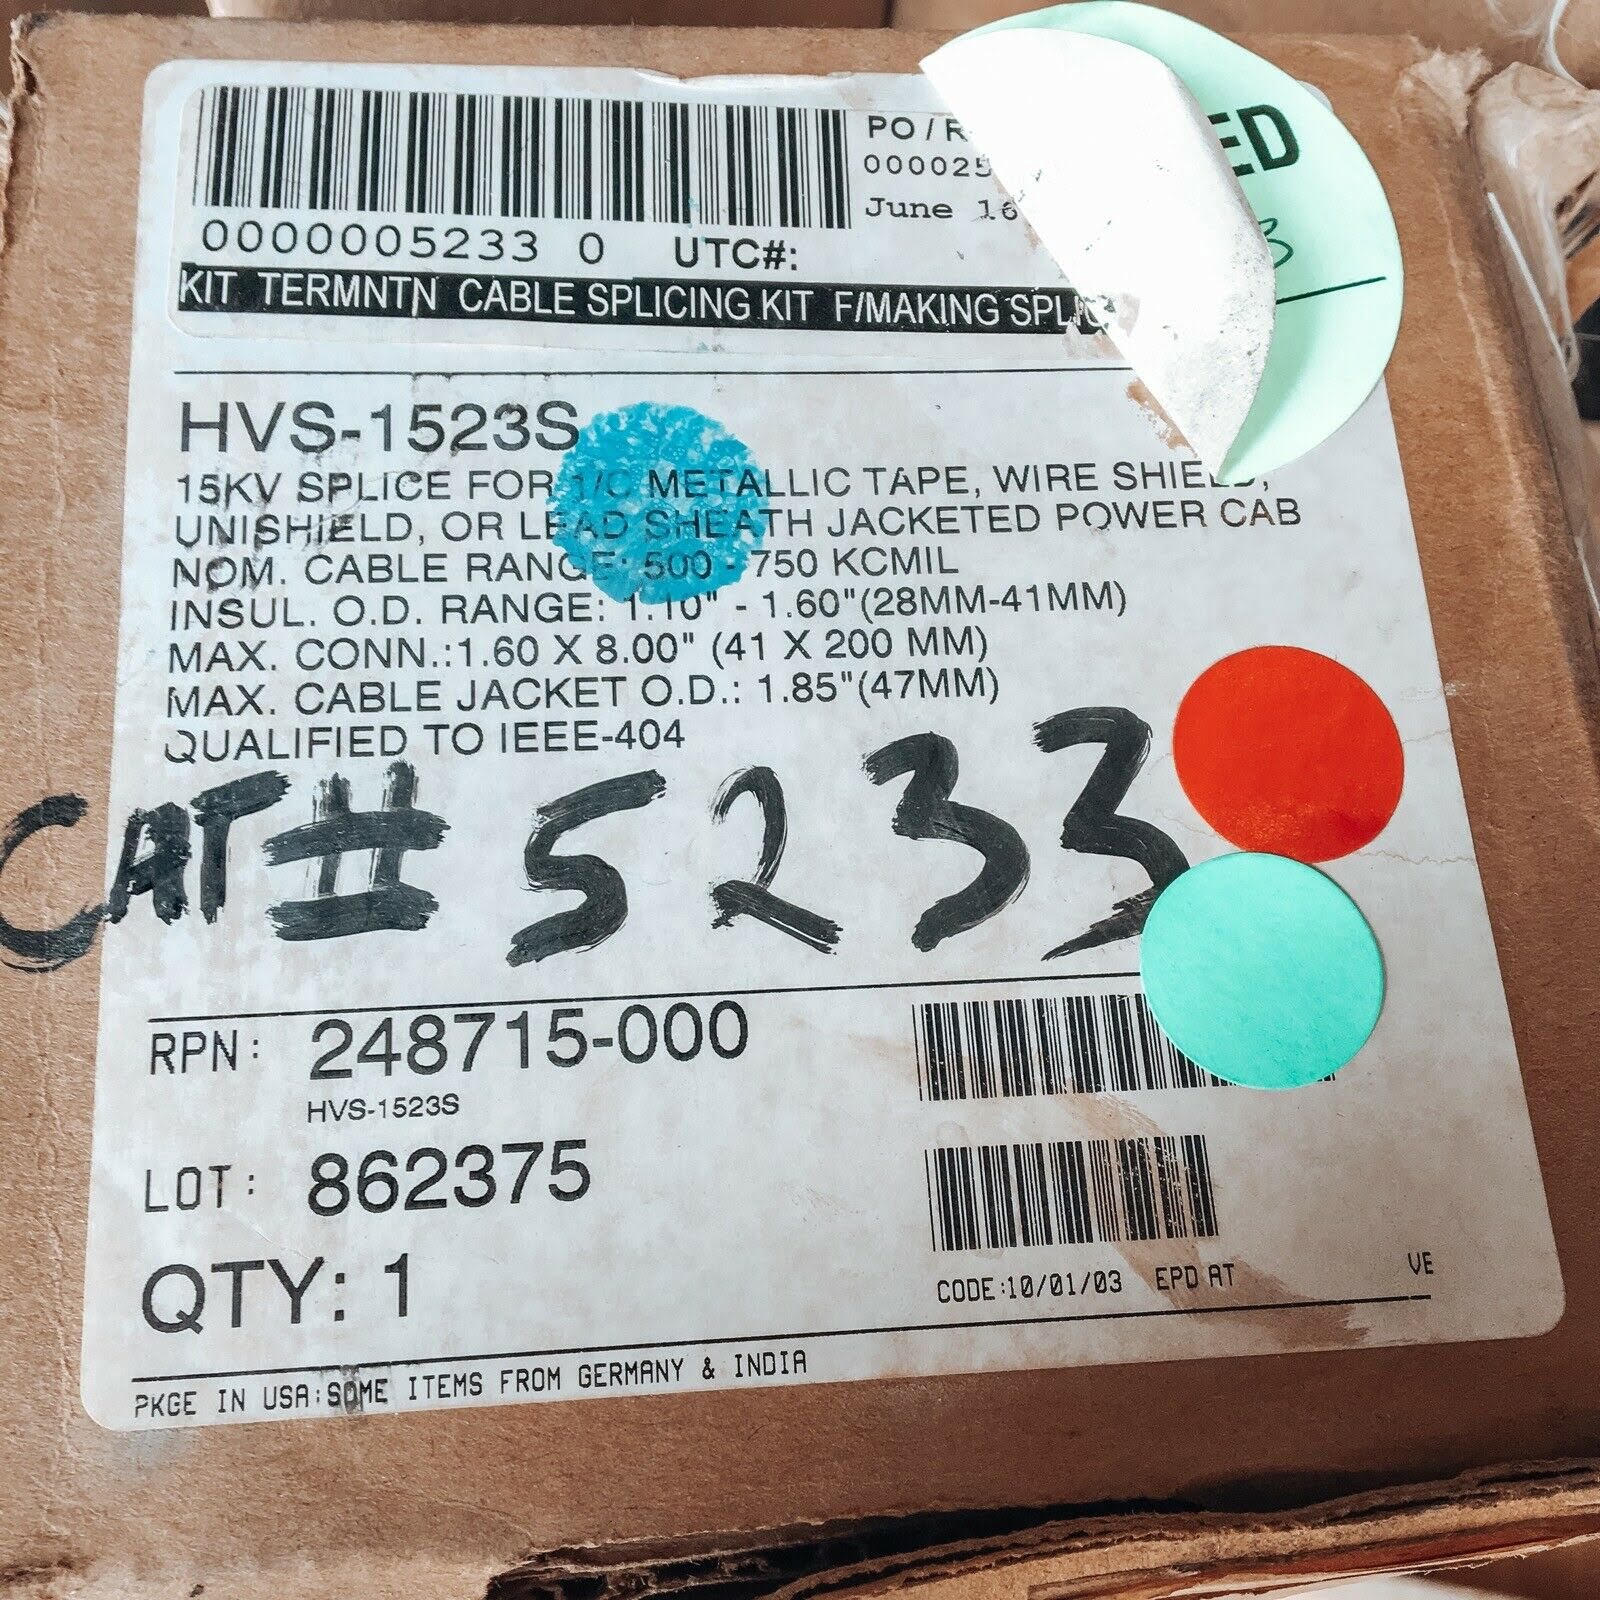 PO / R
000025
June 16
0000005233 0 UTC#:
KIT TERMNTN CABLE SPLICING KIT F/MAKING SPLIC
ED
3
HVS-1523S
15KV SPLICE FOR 1/C METALLIC TAPE, WIRE SHIELD,
UNISHIELD, OR LEAD SHEATH JACKETED POWER CAB
NOM. CABLE RANGE: 500 - 750 KCMIL
INSUL. O.D. RANGE: 1.10" - 1.60"(28MM-41MM)
MAX. CONN.:1.60 X 8.00" (41 X 200 MM)
MAX. CABLE JACKET O.D.: 1.85"(47MM)
QUALIFIED TO IEEE-404
CAT# 5233
RPN: 248715-000
HVS-1523S
LOT: 862375
QTY: 1
CODE:10/01/03 EPD AT VE
PKGE IN USA:SOME ITEMS FROM GERMANY & INDIA